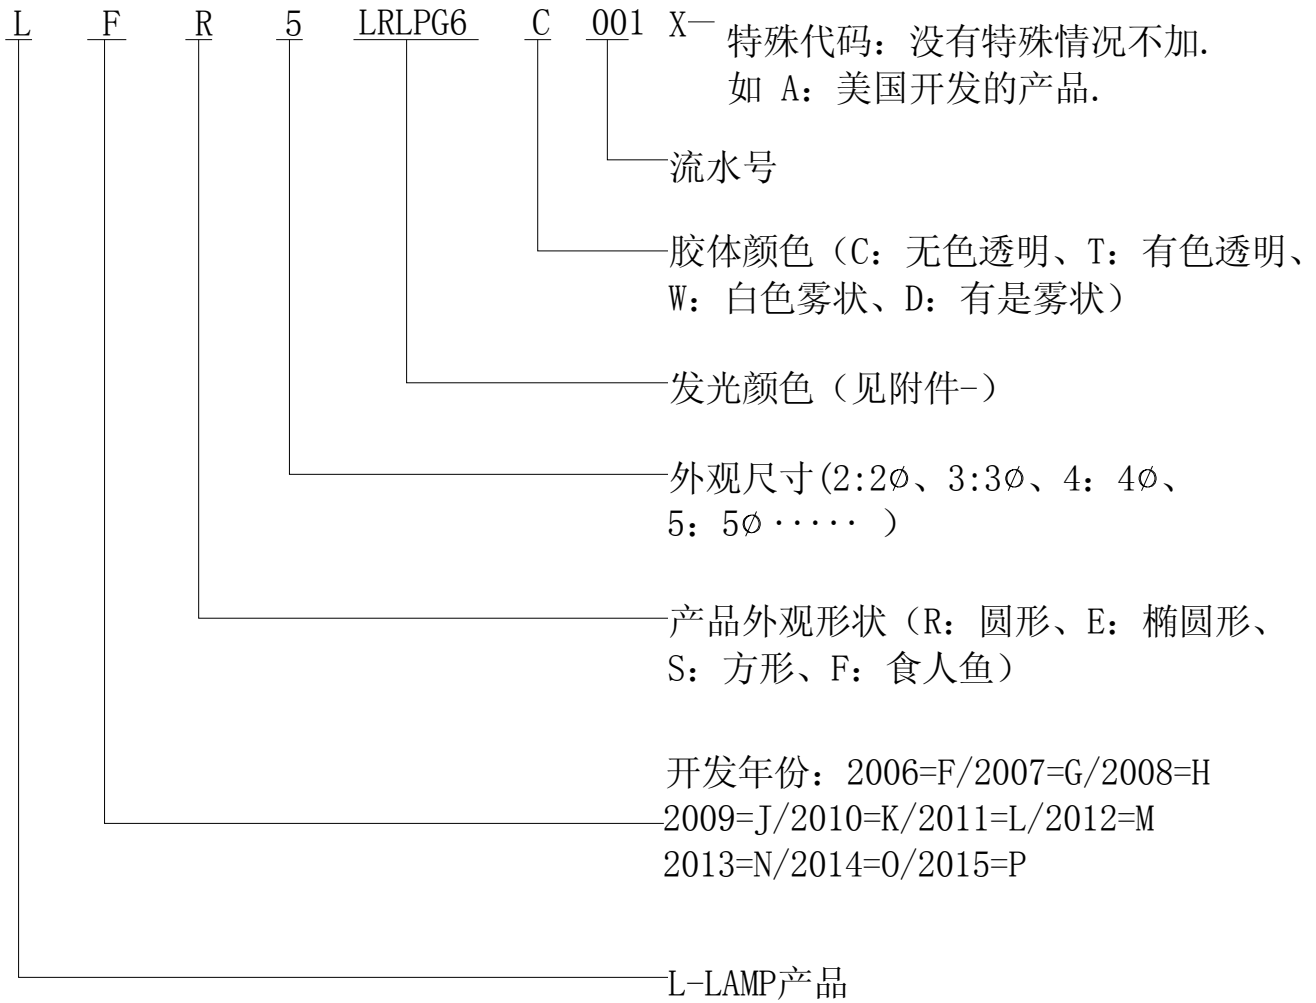 L F R 5 LRLPG6 C 001 X
特殊代码：没有特殊情况不加.
如 A：美国开发的产品.
流水号
胶体颜色（C：无色透明、T：有色透明、
W：白色雾状、D：有是雾状）
发光颜色（见附件-）
外观尺寸(2:2∅、3:3∅、4：4∅、
5：5∅ ····· ）
产品外观形状（R：圆形、E：椭圆形、
S：方形、F：食人鱼）
开发年份：2006=F/2007=G/2008=H
2009=J/2010=K/2011=L/2012=M
2013=N/2014=O/2015=P
L-LAMP产品